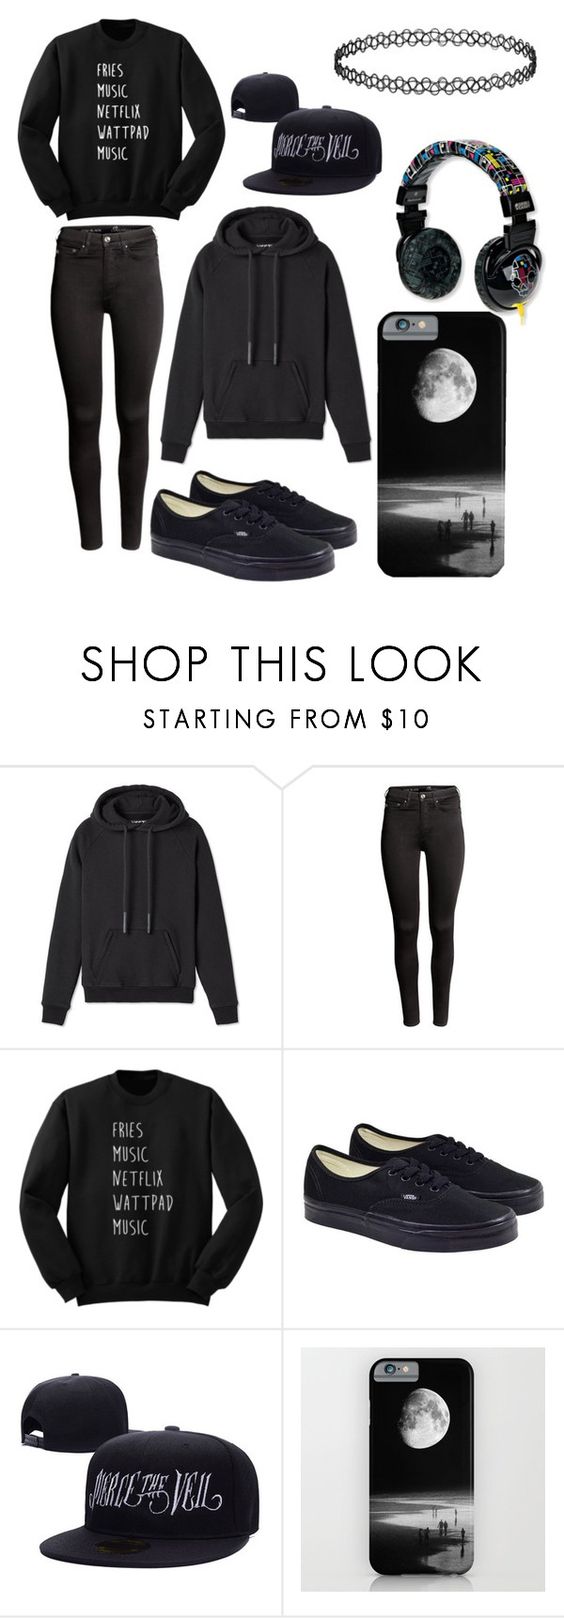 FRIES
MUSIC
NETFLIX
WATTPAD
MUSIC
PIERCE THE VEIL
VANS
SHOP THIS LOOK
STARTING FROM $10
FRIES
MUSIC
NETFLIX
WATTPAD
MUSIC
VANS
PIERCE THE VEIL